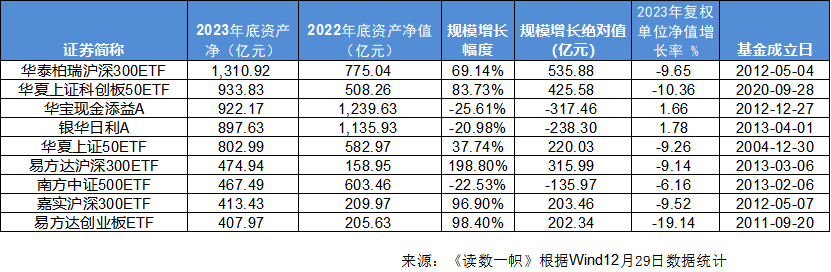 证券简称 2023年底资产净（亿元） 2022年底资产净值（亿元） 规模增长幅度 规模增长绝对值(亿元) 2023年复权单位净值增长率 % 基金成立日
华泰柏瑞沪深300ETF 1,310.92 775.04 69.14% 535.88 -9.65 2012-05-04
华夏上证科创板50ETF 933.83 508.26 83.73% 425.58 -10.36 2020-09-28
华宝现金添益A 922.17 1,239.63 -25.61% -317.46 1.66 2012-12-27
银华日利A 897.63 1,135.93 -20.98% -238.30 1.78 2013-04-01
华夏上证50ETF 802.99 582.97 37.74% 220.03 -9.26 2004-12-30
易方达沪深300ETF 474.94 158.95 198.80% 315.99 -9.14 2013-03-06
南方中证500ETF 467.49 603.46 -22.53% -135.97 -6.16 2013-02-06
嘉实沪深300ETF 413.43 209.97 96.90% 203.46 -9.52 2012-05-07
易方达创业板ETF 407.97 205.63 98.40% 202.34 -19.14 2011-09-20
来源：《读数一帜》根据Wind12月29日数据统计